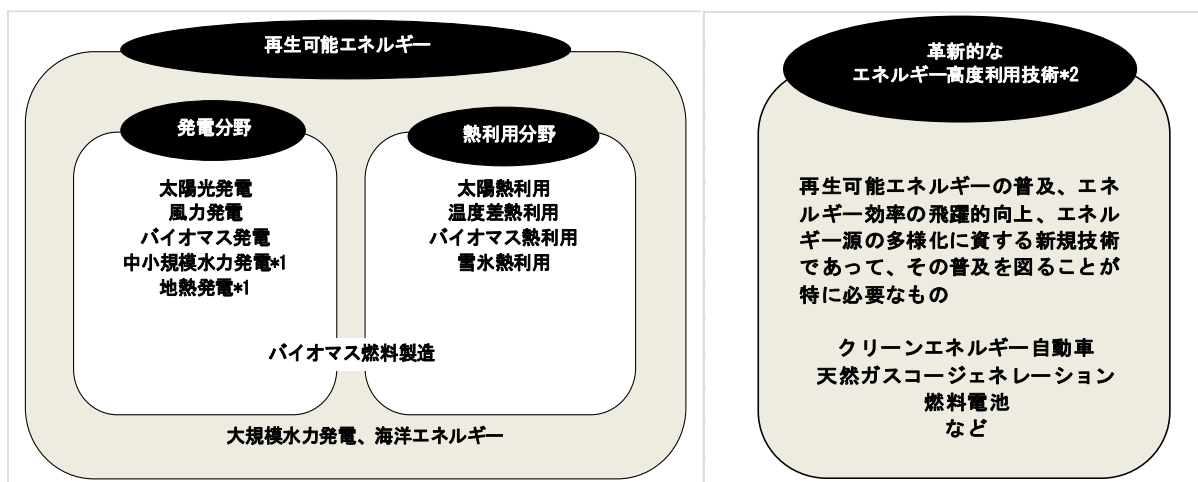 再生可能エネルギー
発電分野
太陽光発電
風力発電
バイオマス発電
中小規模水力発電*1
地熱発電*1
熱利用分野
太陽熱利用
温度差熱利用
バイオマス熱利用
雪氷熱利用
バイオマス燃料製造
大規模水力発電、海洋エネルギー
革新的な
エネルギー高度利用技術*2
再生可能エネルギーの普及、エネ
ルギー効率の飛躍的向上、エネル
ギー源の多様化に資する新規技術
であって、その普及を図ることが
特に必要なもの
クリーンエネルギー自動車
天然ガスコージェネレーション
燃料電池
など